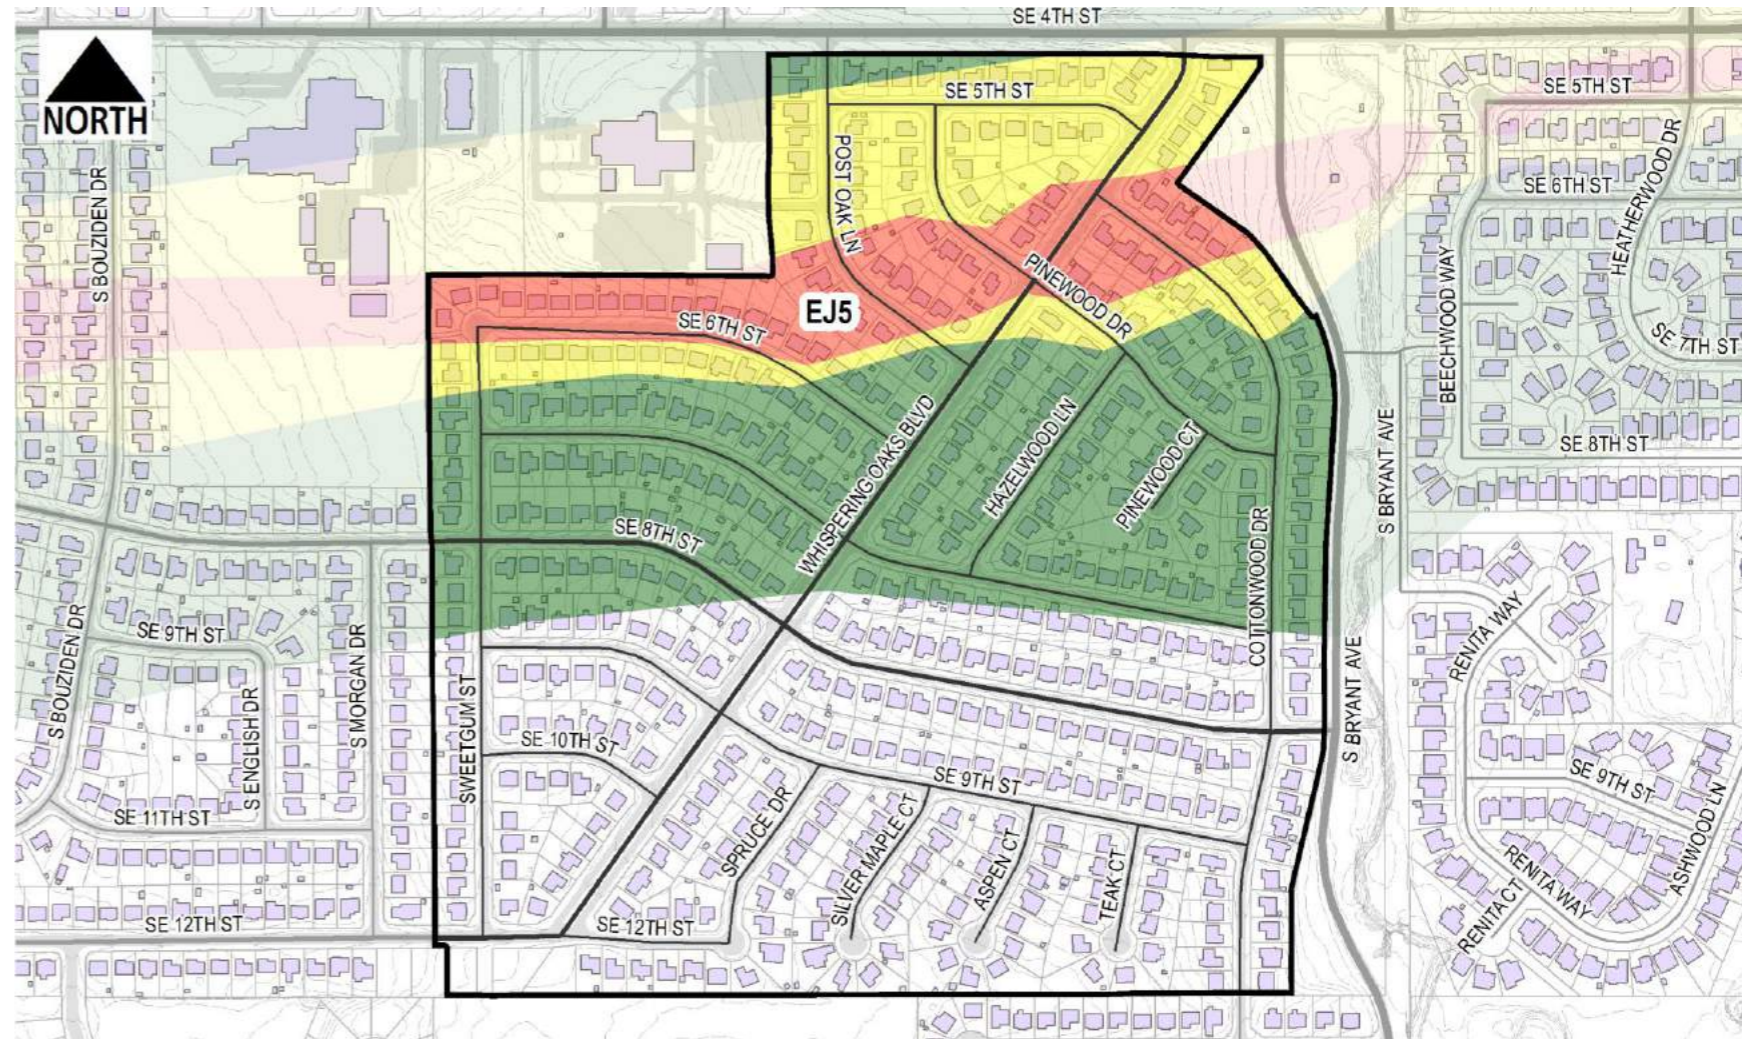 SE 4TH ST
NORTH
SE 5TH ST
SE 5TH ST
POST OAK LN
S BOUZIDEN DR
SE 6TH ST
HEATHERWOOD DR
PINEWOOD DR
BEECHWOOD WAY
EJ5
SE 6TH ST
SE 7TH ST
WHISPERING OAKS BLVD
HAZELWOOD LN
PINEWOOD CT
S BRYANT AVE
SE 8TH ST
SE 8TH ST
COTTONWOOD DR
S BOUZIDEN DR
SE 9TH ST
S MORGAN DR
RENITA WAY
S ENGLISH DR
SWEETGUM ST
S BRYANT AVE
SE 10TH ST
SE 9TH ST
SE 9TH ST
SE 11TH ST
SPRUCE DR
SILVER MAPLE CT
ASPEN CT
TEAK CT
RENITA WAY
ASHWOOD LN
RENITA CT
SE 12TH ST
SE 12TH ST